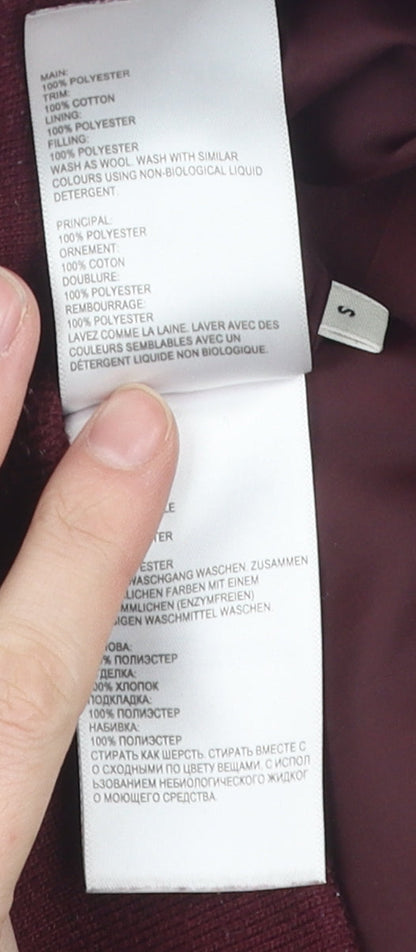 MAIN:
100% POLYESTER
TRIM:
100% COTTON
LINING:
100% POLYESTER
FILLING:
100% POLYESTER
WASH AS WOOL. WASH WITH SIMILAR
COLOURS USING NON-BIOLOGICAL LIQUID
DETERGENT.
PRINCIPAL:
100% POLYESTER
ORNEMENT:
100% COTON
DOUBLURE:
100% POLYESTER
REMBOURRAGE:
100% POLYESTER
LAVEZ COMME LA LAINE. LAVER AVEC DES
COULEURS SEMBLABLES AVEC UN
DÉTERGENT LIQUIDE NON BIOLOGIQUE.
S
WASCHGANG WASCHEN. ZUSAMMEN
FARBEN MIT EINEM
(ENZYMFREIEN)
WASCHMITTEL WASCHEN.
ПОЛИЭСТЕР
ХЛОПОК
ПОДКЛАДКА:
100% ПОЛИЭСТЕР
НАБИВКА:
100% ПОЛИЭСТЕР
СТИРАТЬ КАК ШЕРСТЬ. СТИРАТЬ ВМЕСТЕ С
О СХОДНЫМИ ПО ЦВЕТУ ВЕЩАМИ. С ИСПОЛ
ЬЗОВАНИЕМ НЕБИОЛОГИЧЕСКОГО ЖИДКОГ
О МОЮЩЕГО СРЕДСТВА.